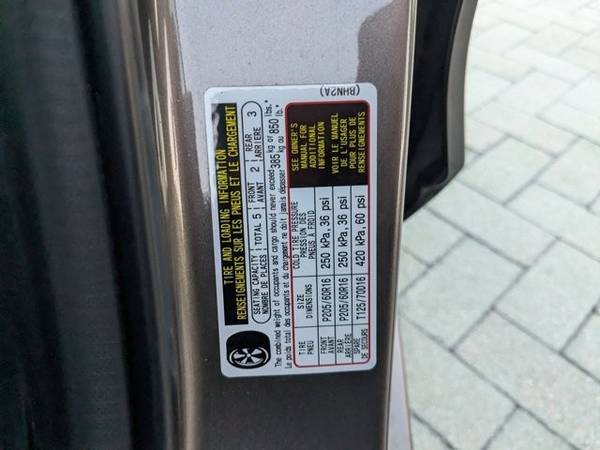 TIRE AND LOADING INFORMATION
RENSEIGNEMENTS SUR LES PNEUS ET LE CHARGEMENT
SEATING CAPACITY TOTAL 5 FRONT 2 REAR 3
NOMBRE DE PLACES AVANT ARRIÈRE
The combined weight of occupants and cargo should never exceed 385 kg or 850 lbs.*
Le poids total des occupants et du chargement ne doit jamais dépasser kg ou lb.*
TIRE SIZE COLD TIRE PRESSURE SEE OWNER'S
PNEU DIMENSIONS PRESSION DES MANUAL FOR
PNEUS À FROID ADDITIONAL
INFORMATION
FRONT P205/60R16 250 kPa, 36 psi
AVANT
REAR P205/60R16 250 kPa, 36 psi VOIR LE MANUEL
ARRIÈRE DE L'USAGER
SPARE T125/70D16 420 kPa, 60 psi POUR PLUS DE
DE SECOURS RENSEIGNEMENTS
(BHN2A)